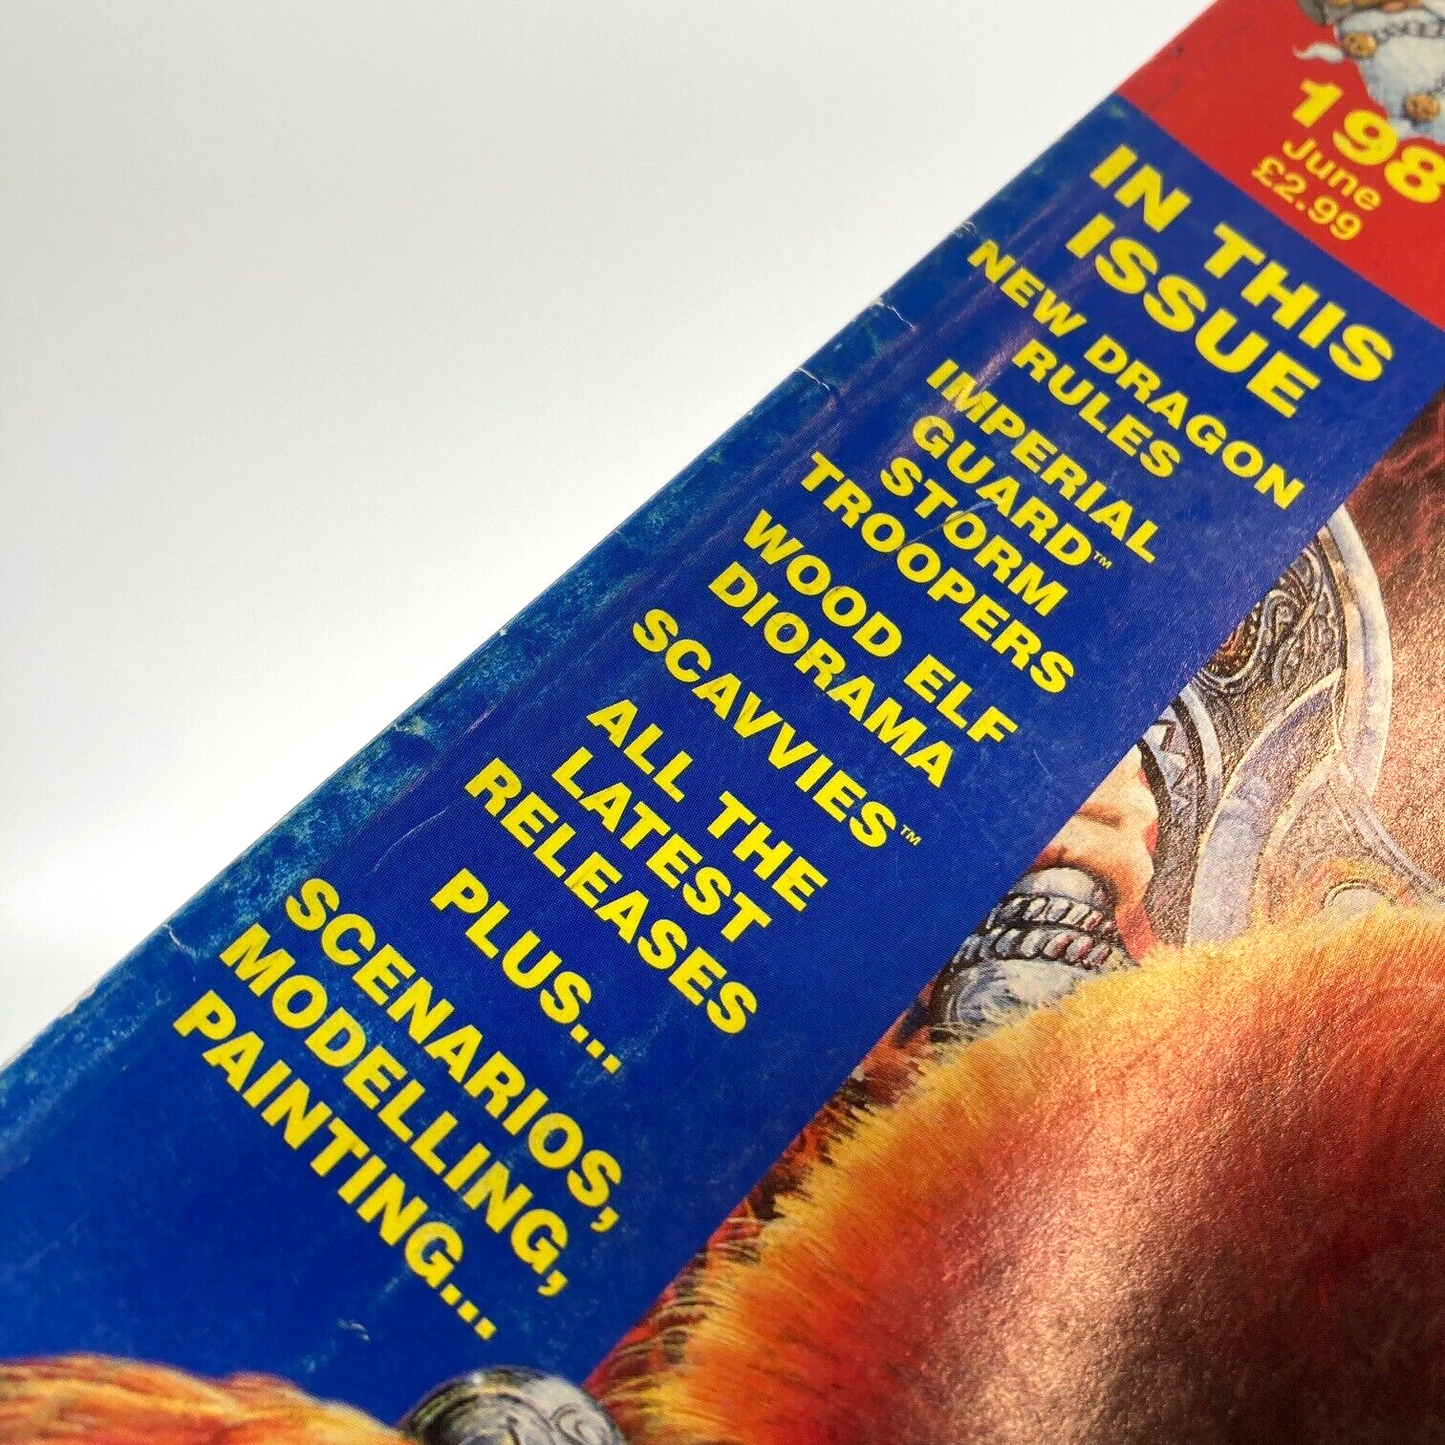 198
June
£2.99
IN THIS
ISSUE
NEW DRAGON
RULES
IMPERIAL
GUARD™
STORM
TROOPERS
WOOD ELF
DIORAMA
SCAVVIES™
ALL THE
LATEST
RELEASES
PLUS...
SCENARIOS,
MODELLING,
PAINTING...